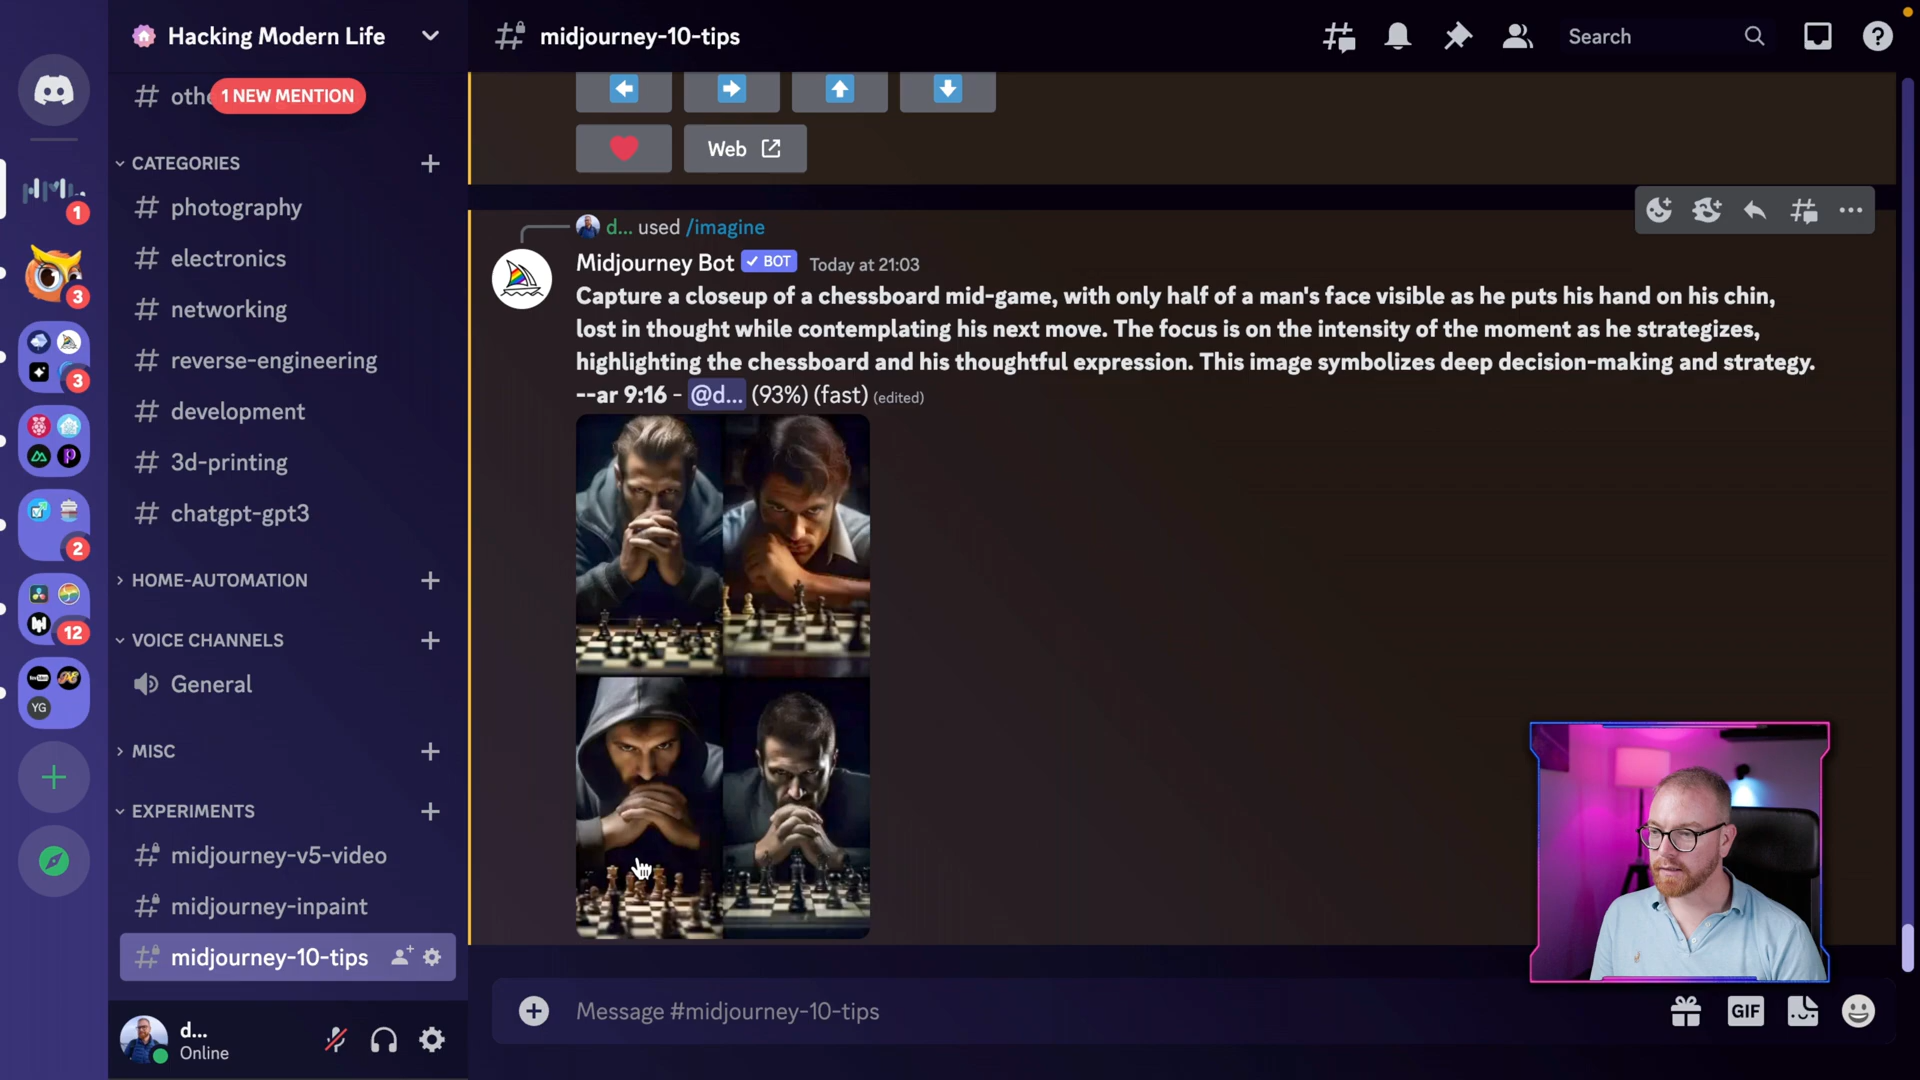 Hacking Modern Life
midjourney-10-tips
Search
othe
1 NEW MENTION
CATEGORIES
photography
electronics
networking
reverse-engineering
development
3d-printing
chatgpt-gpt3
HOME-AUTOMATION
VOICE CHANNELS
General
MISC
EXPERIMENTS
midjourney-v5-video
midjourney-inpaint
midjourney-10-tips
d...
Online
1
3
3
2
12
YG
Web
d... used /imagine
Midjourney Bot ✓ BOT Today at 21:03
Capture a closeup of a chessboard mid-game, with only half of a man's face visible as he puts his hand on his chin,
lost in thought while contemplating his next move. The focus is on the intensity of the moment as he strategizes,
highlighting the chessboard and his thoughtful expression. This image symbolizes deep decision-making and strategy.
--ar 9:16 - @d... (93%) (fast) (edited)
Message #midjourney-10-tips
GIF